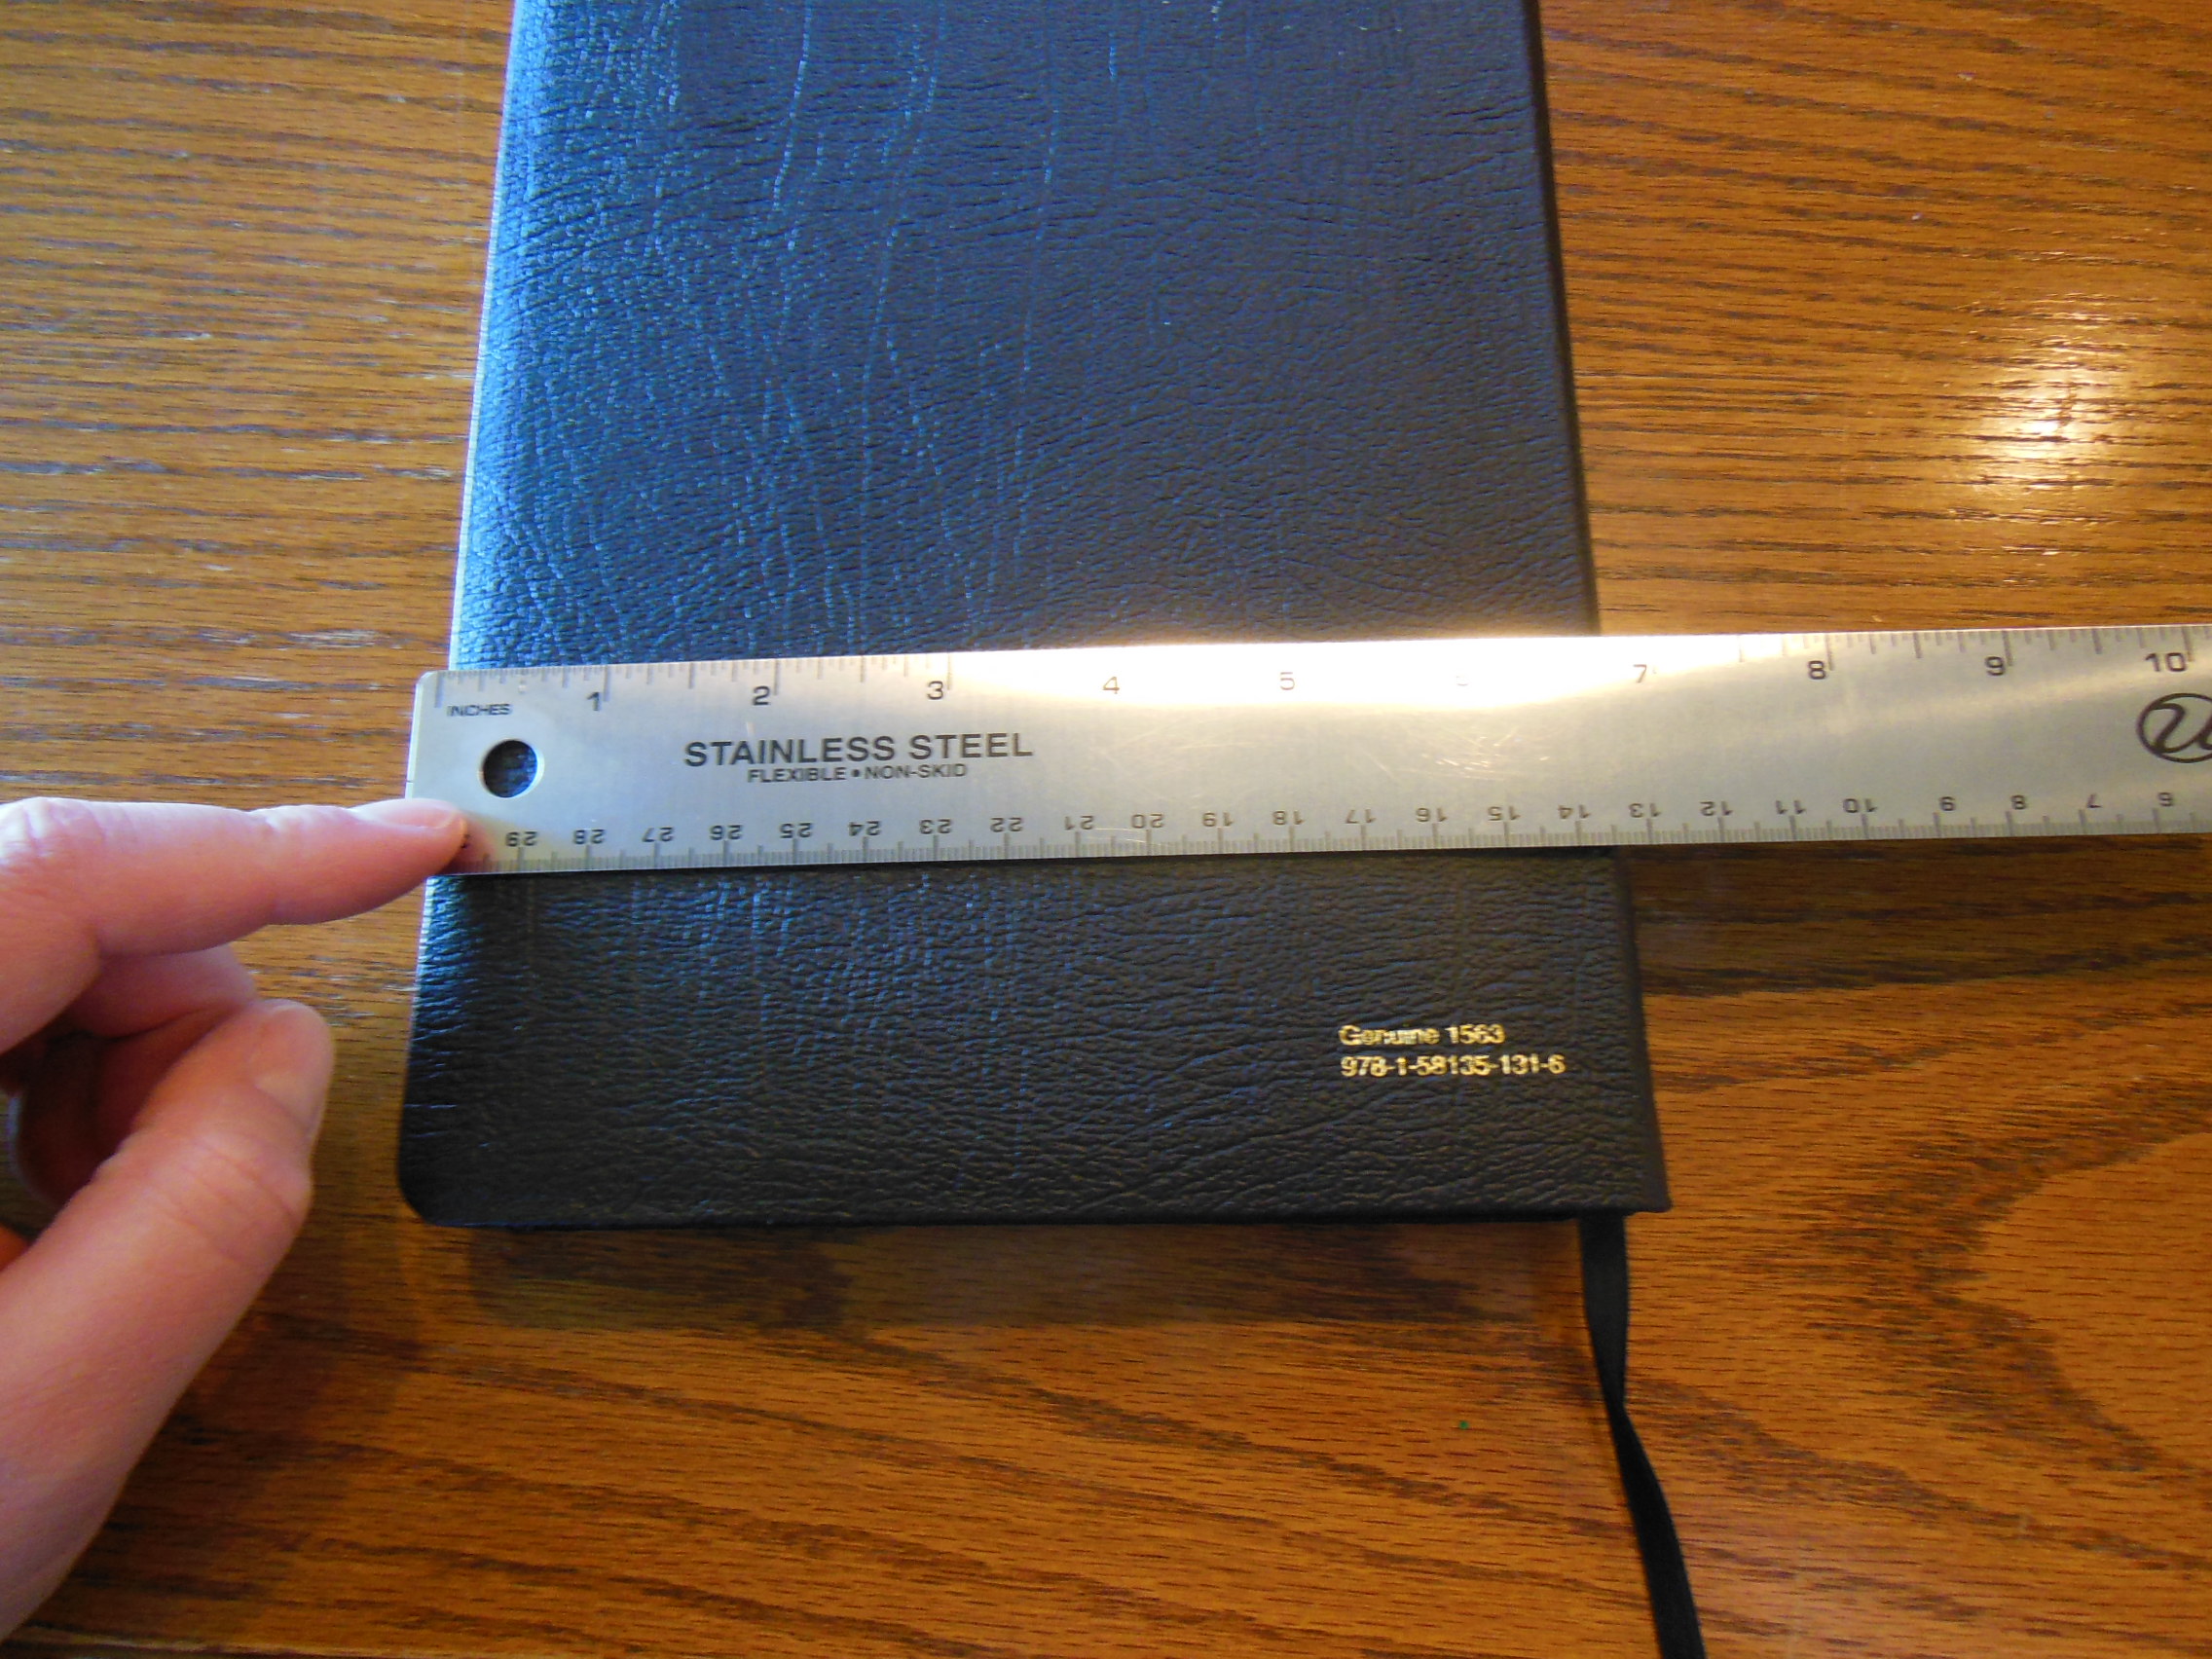 1 2 3 4 5 7 8 9 10
INCHES
STAINLESS STEEL
FLEXIBLE • NON-SKID
29 28 27 26 25 24 23 22 21 20 19 18 17 16 15 14 13 12 11 10 9 8 7 6
Genuine 1563
978-1-58135-131-6